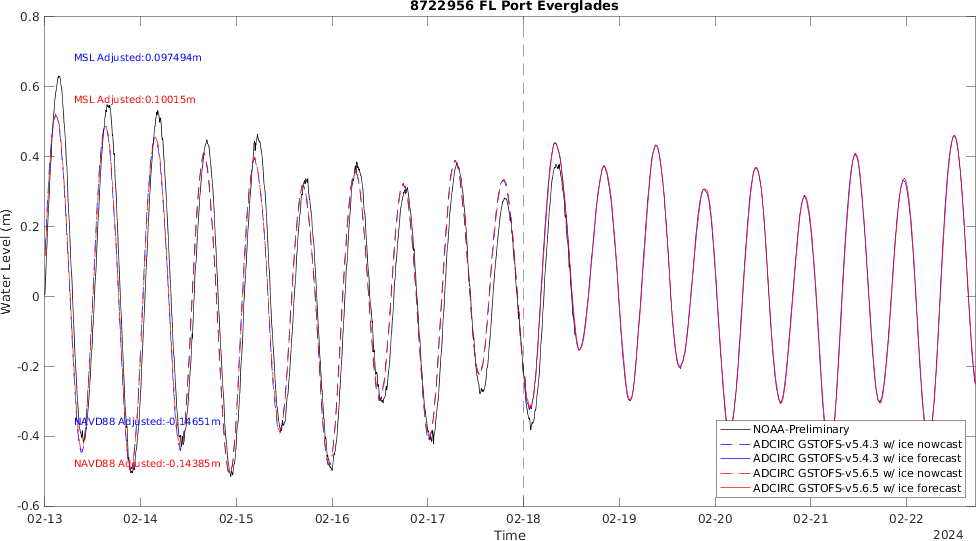 8722956 FL Port Everglades
0.8
0.6
0.4
0.2
0
-0.2
-0.4
-0.6
Water Level (m)
MSL Adjusted:0.097494m
MSL Adjusted:0.10015m
NAVD88 Adjusted:-0.14651m
NAVD88 Adjusted:-0.14385m
NOAA-Preliminary
ADCIRC GSTOFS-v5.4.3 w/ ice nowcast
ADCIRC GSTOFS-v5.4.3 w/ ice forecast
ADCIRC GSTOFS-v5.6.5 w/ ice nowcast
ADCIRC GSTOFS-v5.6.5 w/ ice forecast
02-13 02-14 02-15 02-16 02-17 02-18 02-19 02-20 02-21 02-22
Time
2024